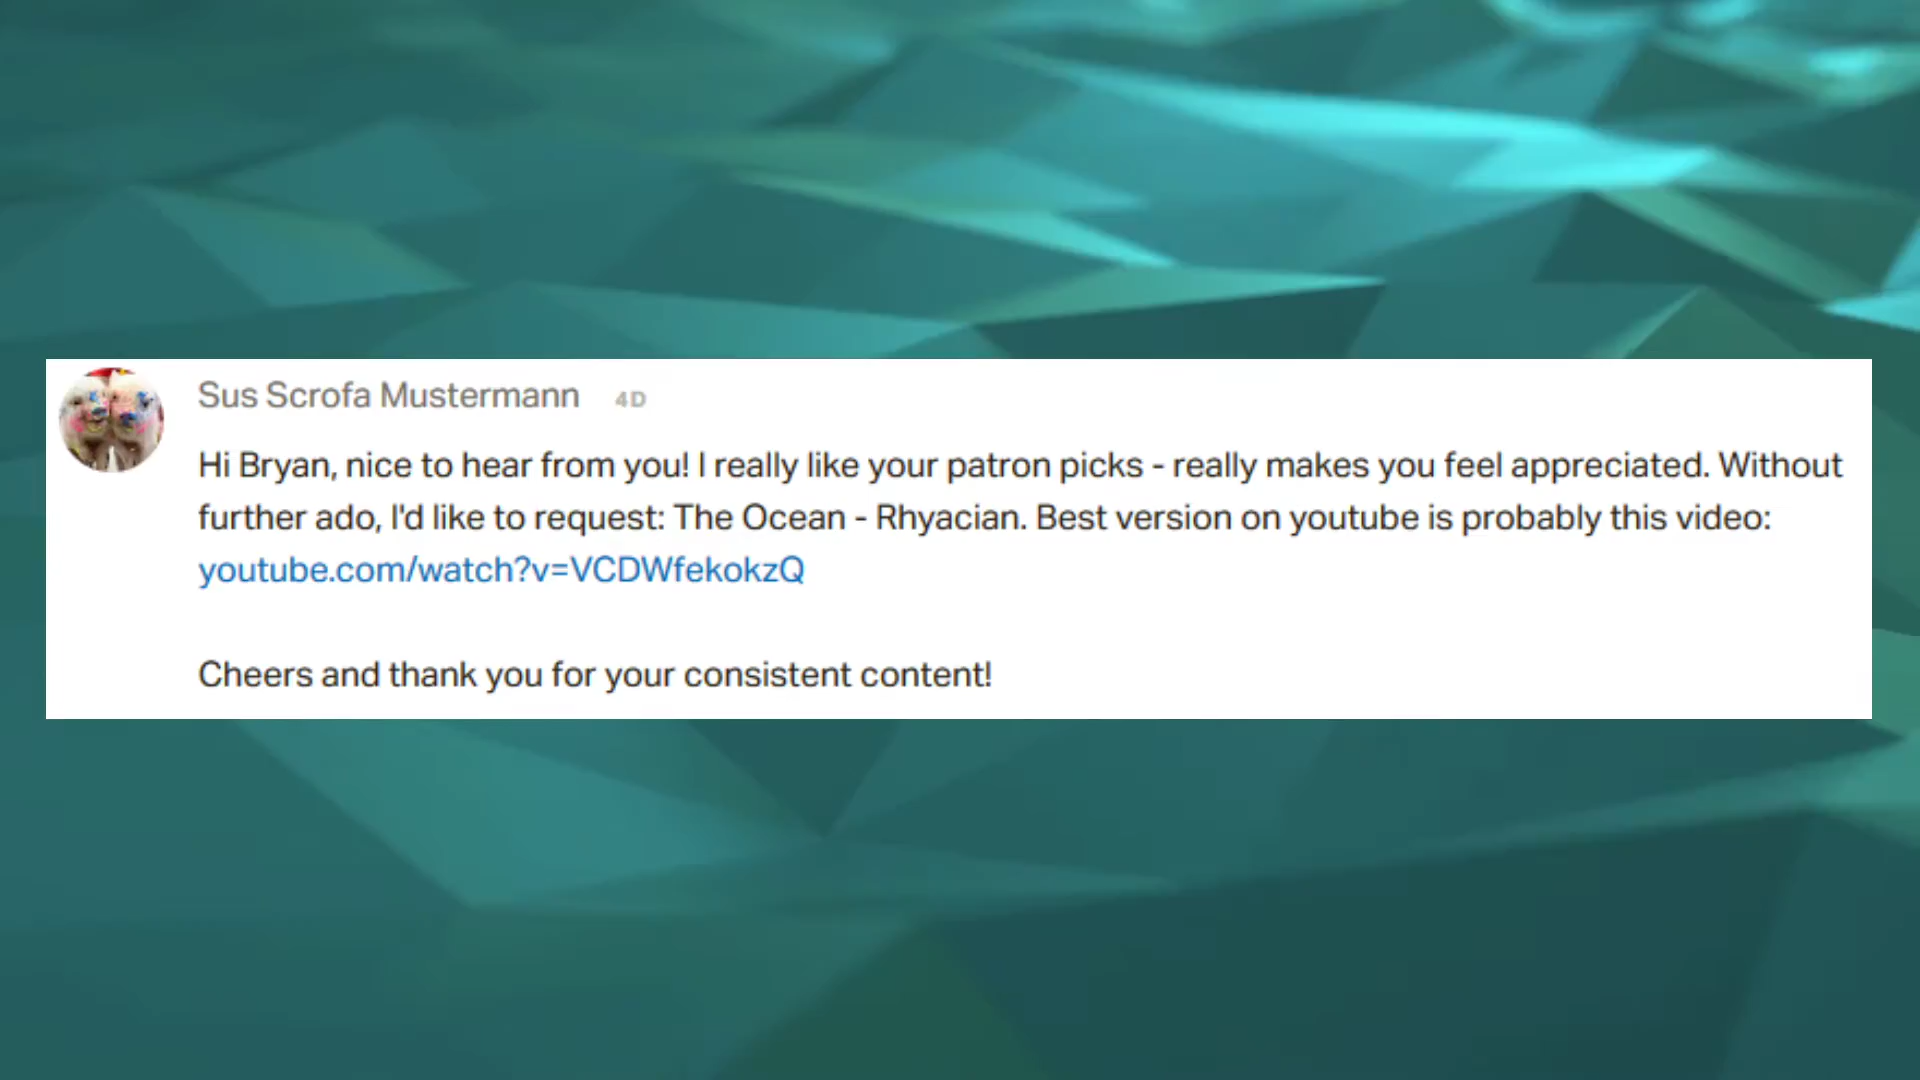 Sus Scrofa Mustermann 4D
Hi Bryan, nice to hear from you! I really like your patron picks - really makes you feel appreciated. Without
further ado, I'd like to request: The Ocean - Rhyacian. Best version on youtube is probably this video:
youtube.com/watch?v=VCDWfekokzQ
Cheers and thank you for your consistent content!